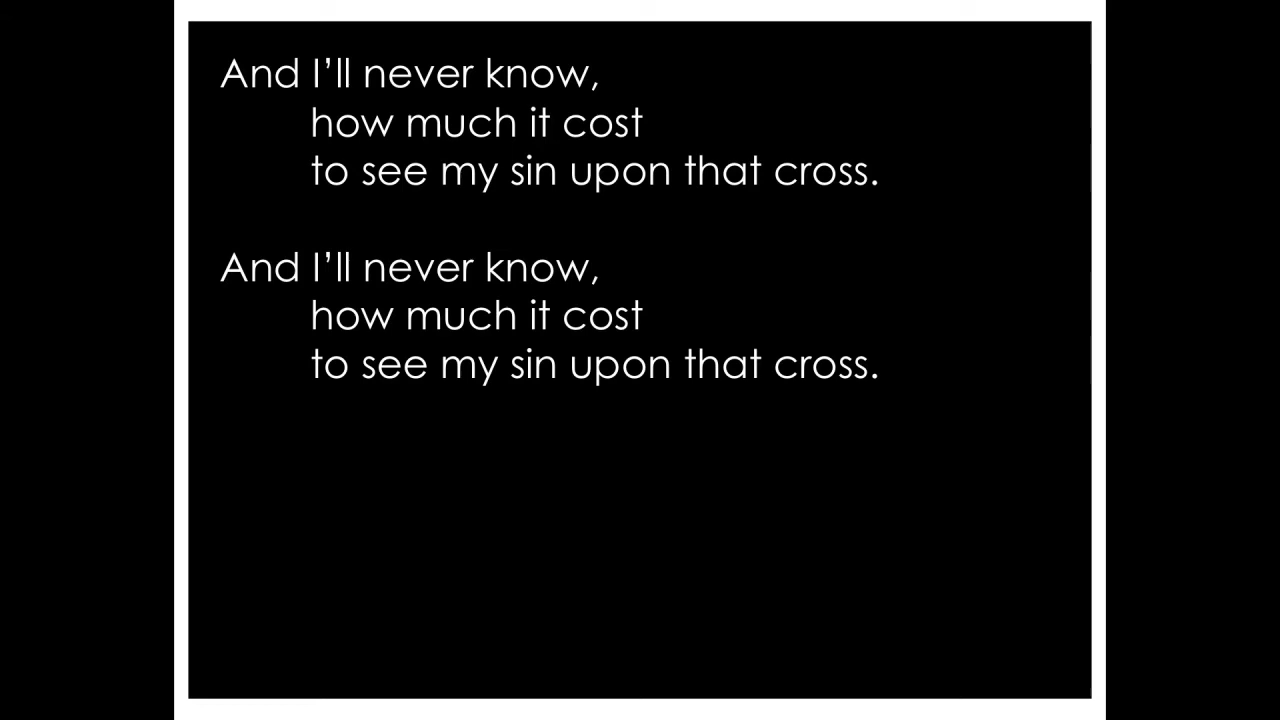 And I’ll never know,
how much it cost
to see my sin upon that cross.
And I’ll never know,
how much it cost
to see my sin upon that cross.